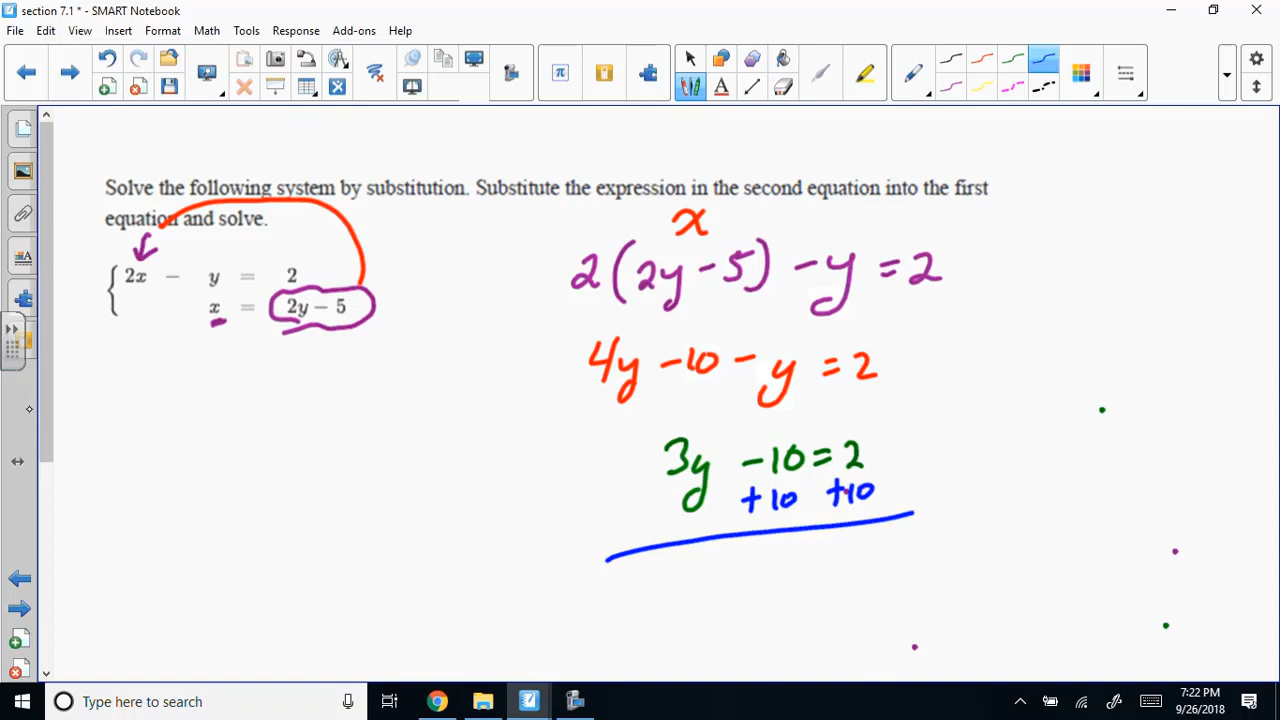 section 7.1 * - SMART Notebook
File Edit View Insert Format Math Tools Response Add-ons Help
Solve the following system by substitution. Substitute the expression in the second equation into the first
equation and solve.
x
2x − y = 2
x = 2y − 5
2(2y - 5) - y = 2
4y - 10 - y = 2
3y - 10 = 2
+10 +10
Type here to search
7:22 PM
9/26/2018